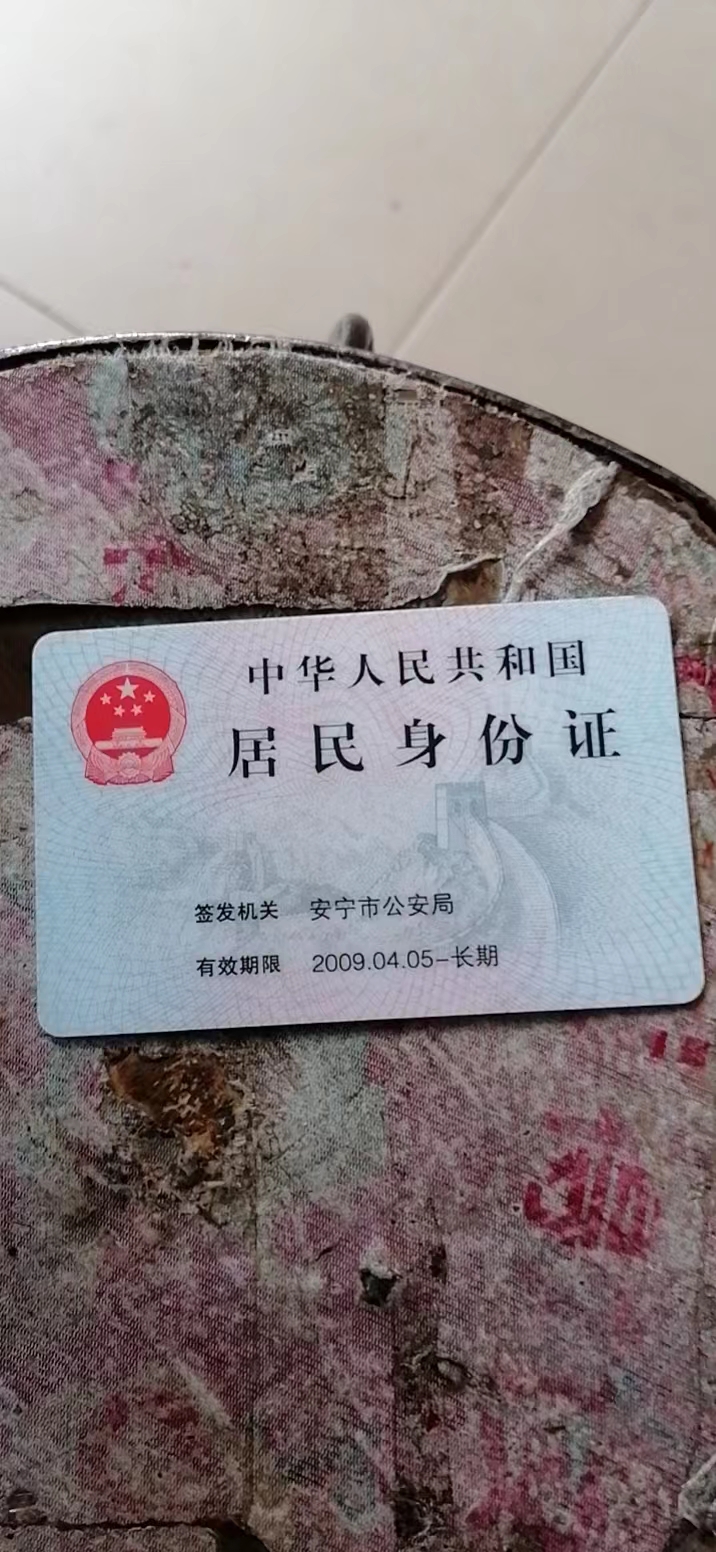 中华人民共和国
居民身份证
签发机关 安宁市公安局
有效期限 2009.04.05-长期